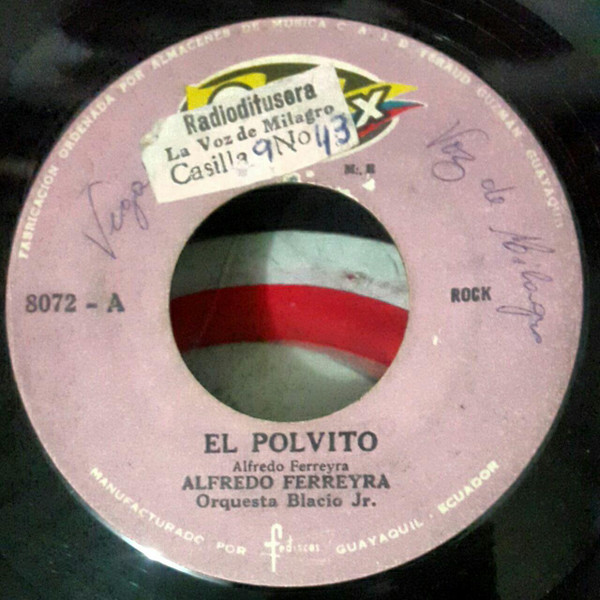 FABRICACION ORDENADA POR ALMACENES DE MUSICA C. A. J. D. FERAUD GUZMAN, GUAYAQUIL
Radiodifusora
La Voz de Milagro
Casilla 9 No 43
M:. R
Voz de Milagro
8072 - A
ROCK
EL POLVITO
Alfredo Ferreyra
ALFREDO FERREYRA
Orquesta Blacio Jr.
MANUFACTURADO POR fediscos GUAYAQUIL - ECUADOR